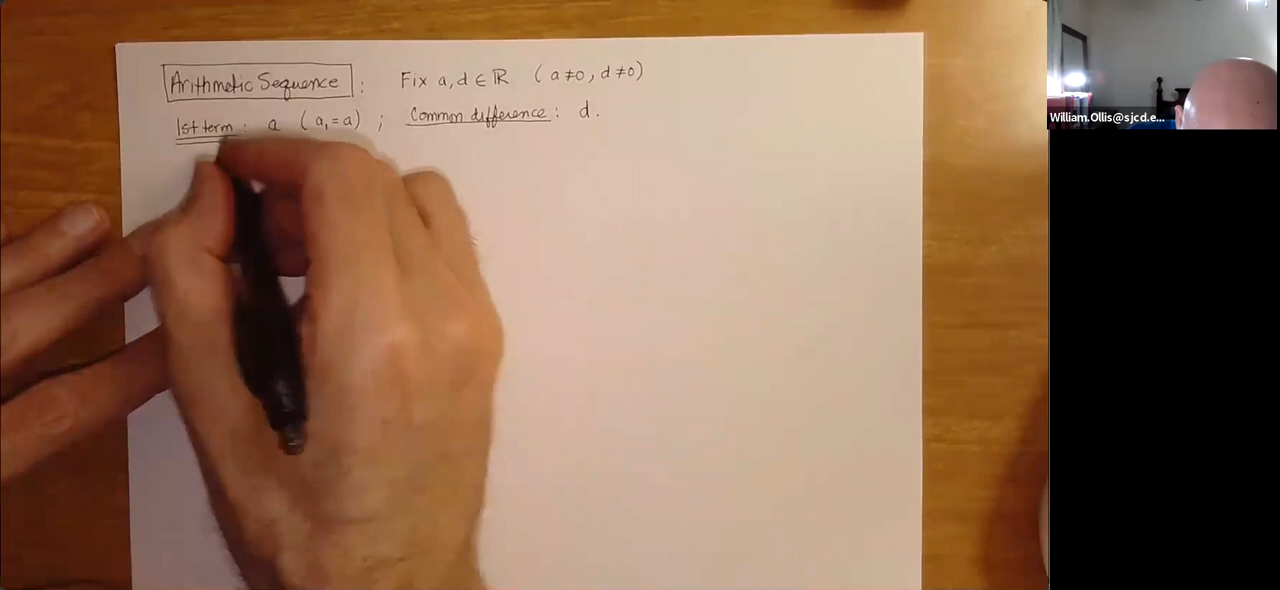 Arithmetic Sequence : Fix a, d ∈ ℝ (a ≠ 0, d ≠ 0)
1st term : a (a₁ = a) ; Common difference : d.
William.Ollis@sjcd.e...